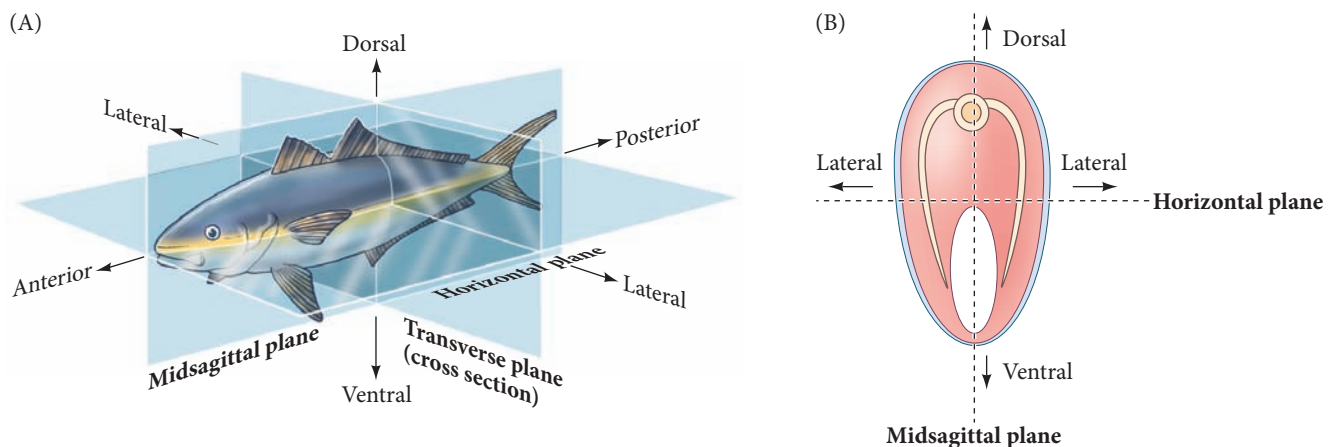 (A)
Dorsal
Lateral
Posterior
Anterior
Horizontal plane
Lateral
Midsagittal plane
Transverse plane
(cross section)
Ventral
(B)
Dorsal
Lateral
Lateral
Horizontal plane
Ventral
Midsagittal plane